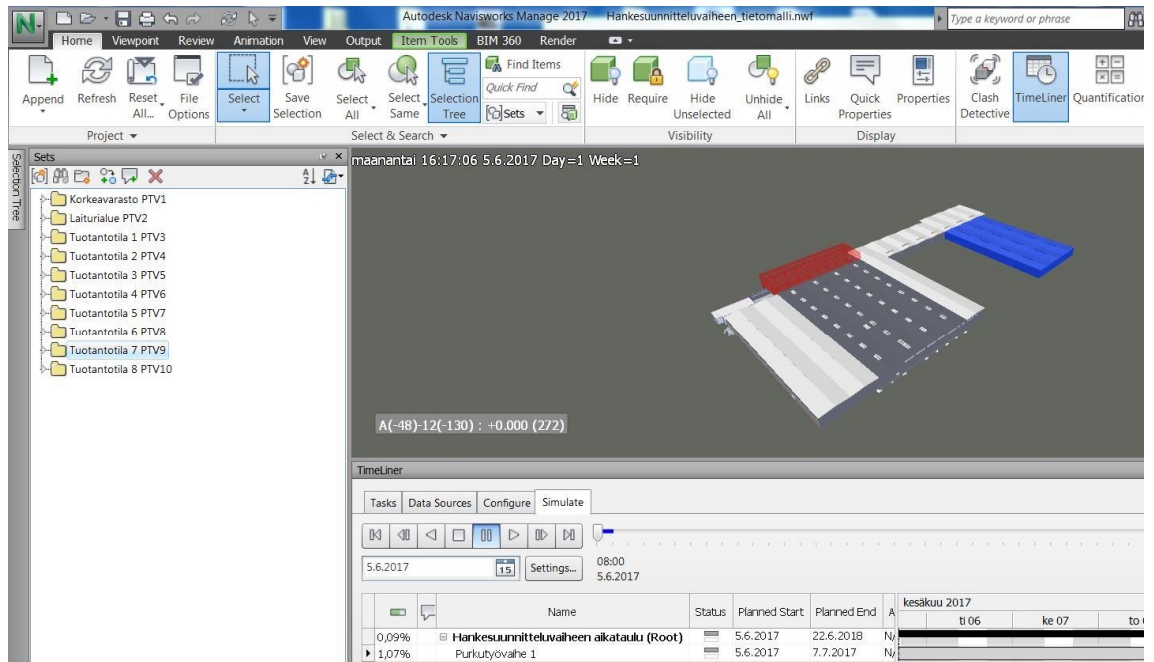 Autodesk Navisworks Manage 2017 Hankesuunnitteluvaiheen_tietomalli.nwf Type a keyword or phrase
Home Viewpoint Review Animation View Output Item Tools BIM 360 Render
Append Refresh Reset All... File Options Select Save Selection Select All Select Same Selection Tree Find Items Quick Find Sets Hide Require Hide Unselected Unhide All Links Quick Properties Properties Clash Detective TimeLiner Quantification
Project Select & Search Visibility Display
Selection Tree
Sets
Korkeavarasto PTV1
Laiturialue PTV2
Tuotantotila 1 PTV3
Tuotantotila 2 PTV4
Tuotantotila 3 PTV5
Tuotantotila 4 PTV6
Tuotantotila 5 PTV7
Tuotantotila 6 PTV8
Tuotantotila 7 PTV9
Tuotantotila 8 PTV10
maanantai 16:17:06 5.6.2017 Day=1 Week=1
A(-48)-12(-130) : +0.000 (272)
TimeLiner
Tasks Data Sources Configure Simulate
5.6.2017 15 Settings... 08:00
5.6.2017
Name Status Planned Start Planned End A kesäkuu 2017
ti 06 ke 07 to
0,09% Hankesuunnitteluvaiheen aikataulu (Root) 5.6.2017 22.6.2018 N/
1,07% Purkutyövaihe 1 5.6.2017 7.7.2017 N/